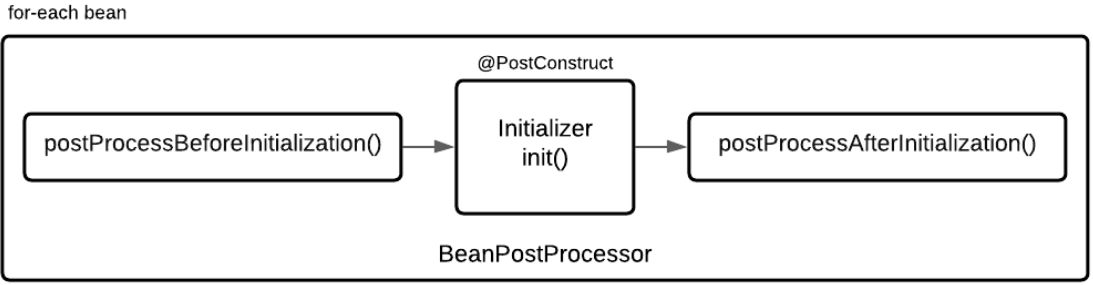 for-each bean
@PostConstruct
postProcessBeforeInitialization()
Initializer
init()
postProcessAfterInitialization()
BeanPostProcessor